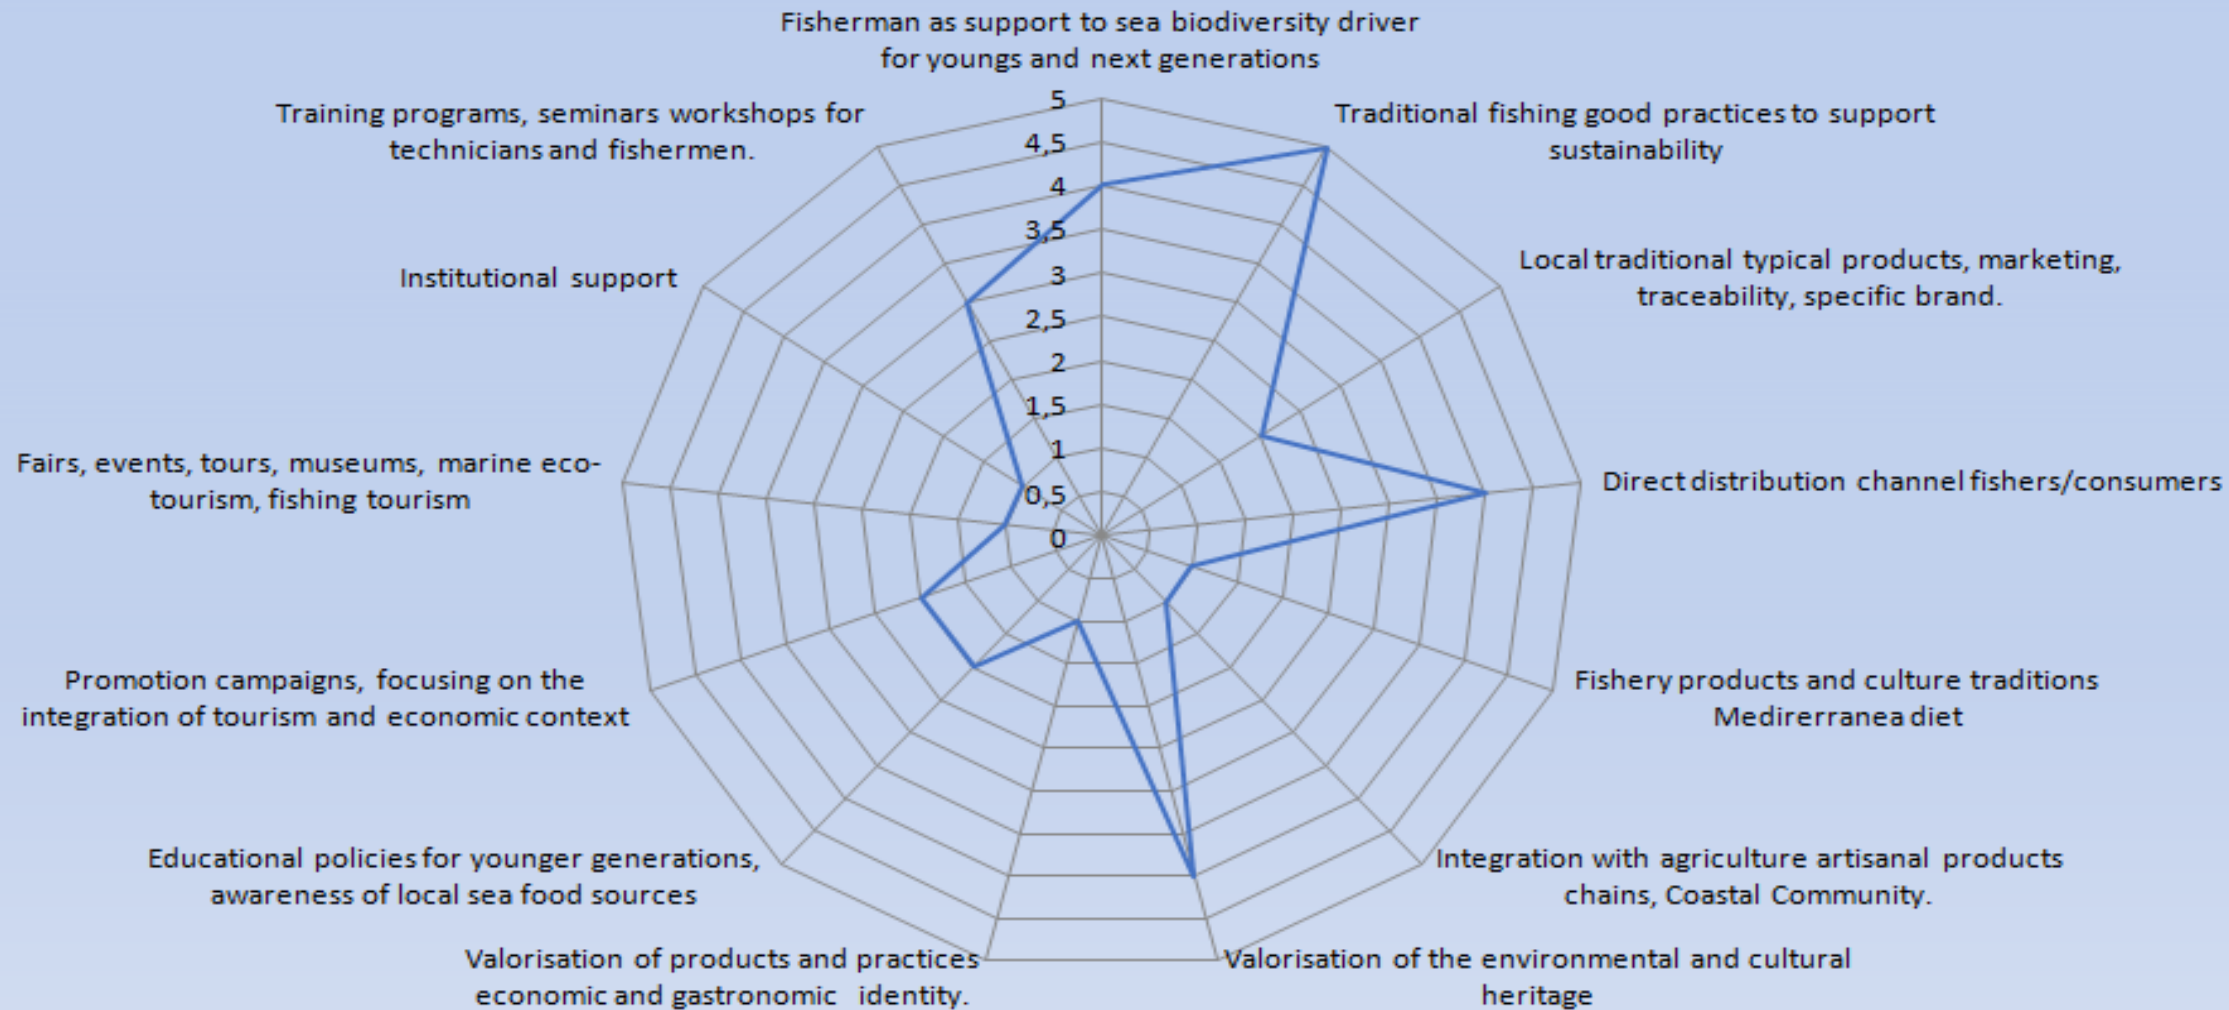 Fisherman as support to sea biodiversity driver
for youngs and next generations
Traditional fishing good practices to support
sustainability
Local traditional typical products, marketing,
traceability, specific brand.
Direct distribution channel fishers/consumers
Fishery products and culture traditions
Medirerranea diet
Integration with agriculture artisanal products
chains, Coastal Community.
Valorisation of the environmental and cultural
heritage
Valorisation of products and practices
economic and gastronomic identity.
Educational policies for younger generations,
awareness of local sea food sources
Promotion campaigns, focusing on the
integration of tourism and economic context
Fairs, events, tours, museums, marine eco-
tourism, fishing tourism
Institutional support
Training programs, seminars workshops for
technicians and fishermen.
5
4,5
4
3,5
3
2,5
2
1,5
1
0,5
0